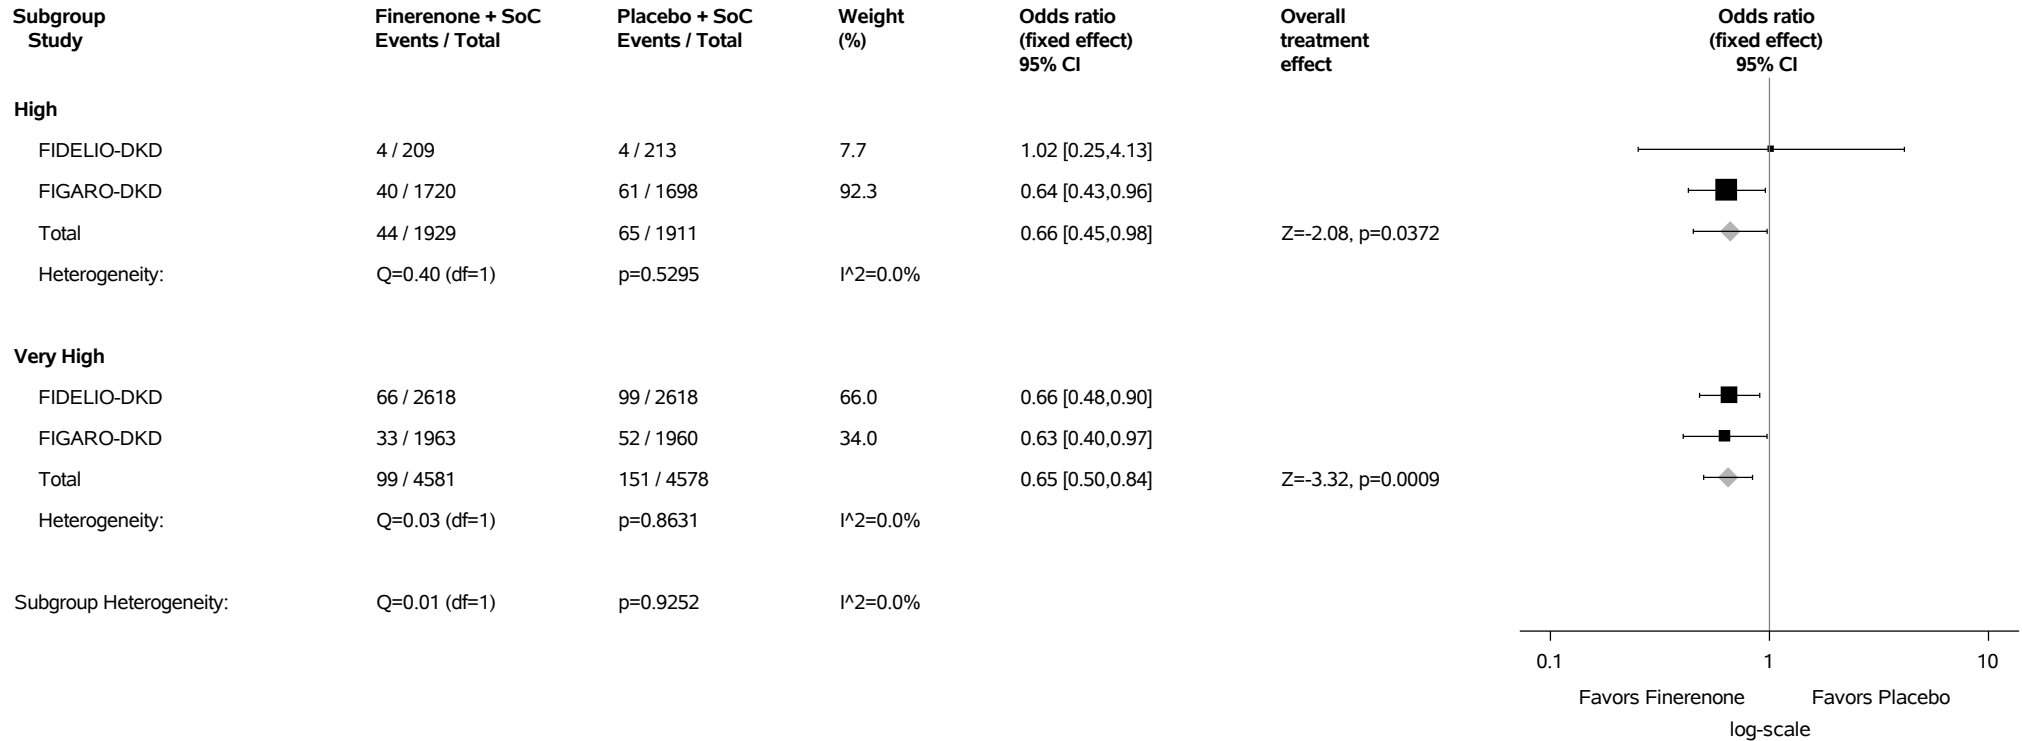 Subgroup Finerenone + SoC Placebo + SoC Weight Odds ratio Overall Odds ratio
Study Events / Total Events / Total (%) (fixed effect) treatment (fixed effect)
95% CI effect 95% CI
High
FIDELIO-DKD 4 / 209 4 / 213 7.7 1.02 [0.25,4.13]
FIGARO-DKD 40 / 1720 61 / 1698 92.3 0.64 [0.43,0.96]
Total 44 / 1929 65 / 1911 0.66 [0.45,0.98] Z=-2.08, p=0.0372
Heterogeneity: Q=0.40 (df=1) p=0.5295 I^2=0.0%
Very High
FIDELIO-DKD 66 / 2618 99 / 2618 66.0 0.66 [0.48,0.90]
FIGARO-DKD 33 / 1963 52 / 1960 34.0 0.63 [0.40,0.97]
Total 99 / 4581 151 / 4578 0.65 [0.50,0.84] Z=-3.32, p=0.0009
Heterogeneity: Q=0.03 (df=1) p=0.8631 I^2=0.0%
Subgroup Heterogeneity: Q=0.01 (df=1) p=0.9252 I^2=0.0%
0.1 1 10
Favors Finerenone Favors Placebo
log-scale